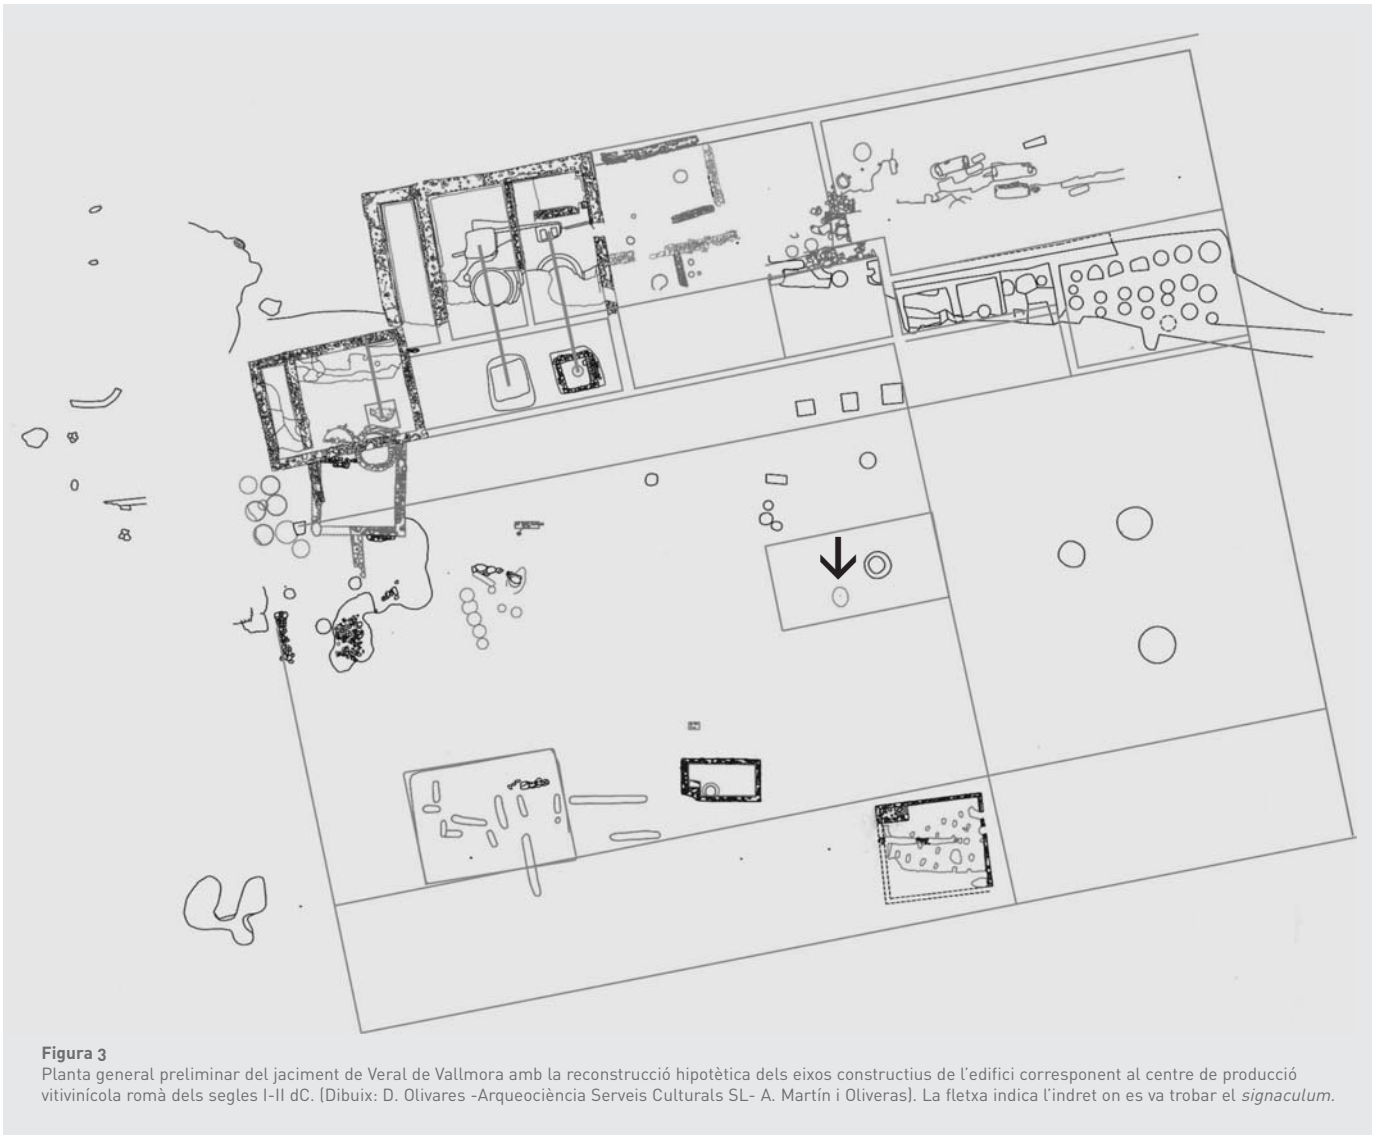 Figura 3
Planta general preliminar del jaciment de Veral de Vallmora amb la reconstrucció hipotètica dels eixos constructius de l’edifici corresponent al centre de producció
vitivinícola romà dels segles I-II dC. (Dibuix: D. Olivares -Arqueociència Serveis Culturals SL- A. Martín i Oliveras). La fletxa indica l’indret on es va trobar el signaculum.